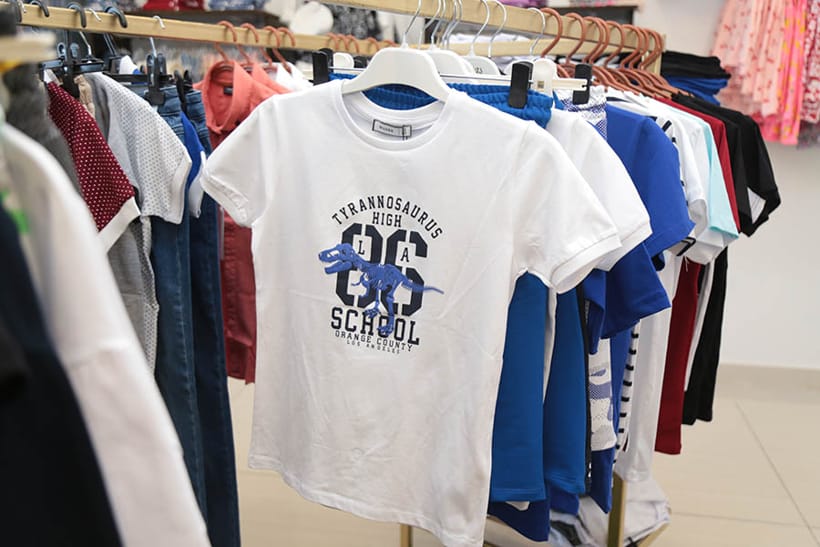 TYRANNOSAURUS
HIGH
86
L A
SCHOOL
ORANGE COUNTY
LOS ANGELES